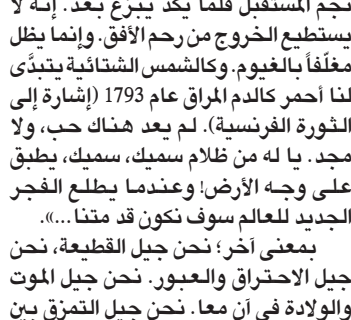 نجم المستقبل فلما يكد يبزغ بعد. إنه لا
يستطيع الخروج من رحم الأفق. وإنما يظل
مغلّفاً بالغيوم. وكالشمس الشتائية يتبدَّى
لنا أحمر كالدم المراق عام 1793 (إشارة إلى
الثورة الفرنسية). لم يعد هناك حب، ولا
مجد. يا له من ظلام سميك، سميك، يطبق
على وجه الأرض! وعندما يطلع الفجر
الجديد للعالم سوف نكون قد متنا...».
بمعنى آخر؛ نحن جيل القطيعة، نحن
جيل الاحتراق والعبور. نحن جيل الموت
والولادة في آن معا. نحن جيل التمزق بين